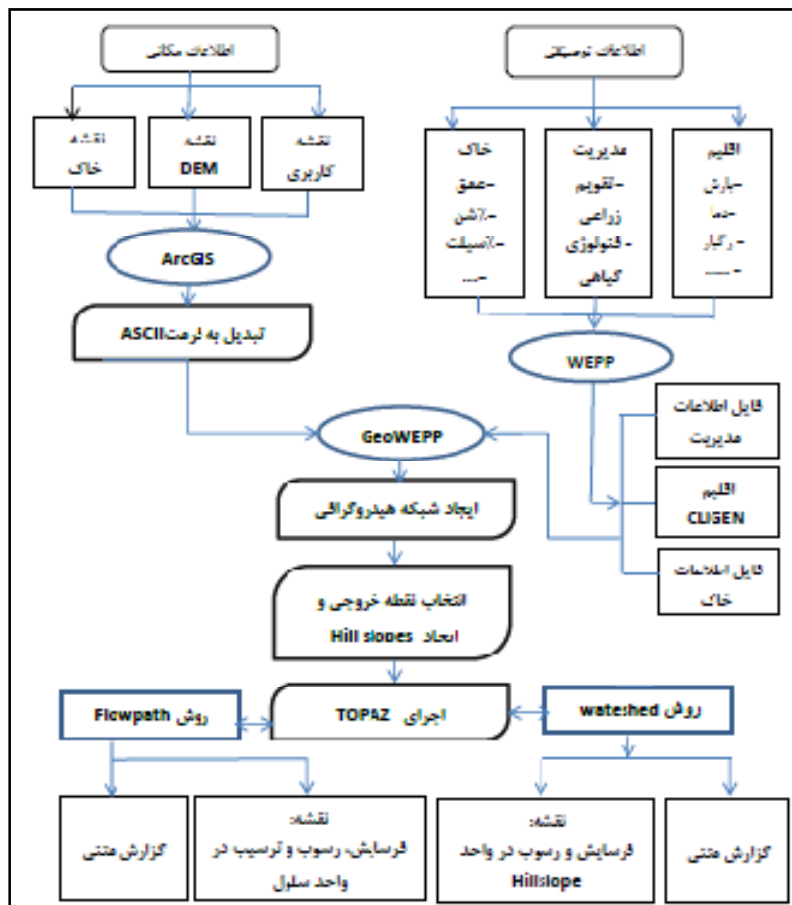 اطلاعات مکانی
اطلاعات توصیفی
نقشه
کاربری
نقشه
DEM
نقشه
خاک
اقلیم
-بارش
-دما
- رگبار
- -----
مدیریت
-تقویم
زراعی
- فنولوژی
گیاهی
خاک
-عمق
-٪شن
-٪سیلت
-...
ArcGIS
تبدیل به فرمتASCII
WEPP
فایل اطلاعات
مدیریت
اقلیم
CLIGEN
فایل اطلاعات
خاک
GeoWEPP
ایجاد شبکه هیدروگرافی
انتخاب نقطه خروجی و
ایجاد Hill slopes
اجرای TOPAZ
روش wateshed
روش Flowpath
گزارش متنی
نقشه:
فرسایش و رسوب در واحد
Hillslope
نقشه:
فرسایش، رسوب و ترسیب در
واحد سلول
گزارش متنی